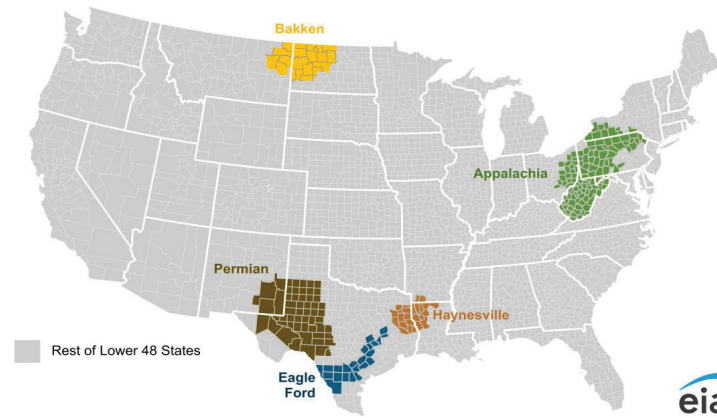 Bakken
Appalachia
Permian
Haynesville
Rest of Lower 48 States
Eagle
Ford
eia